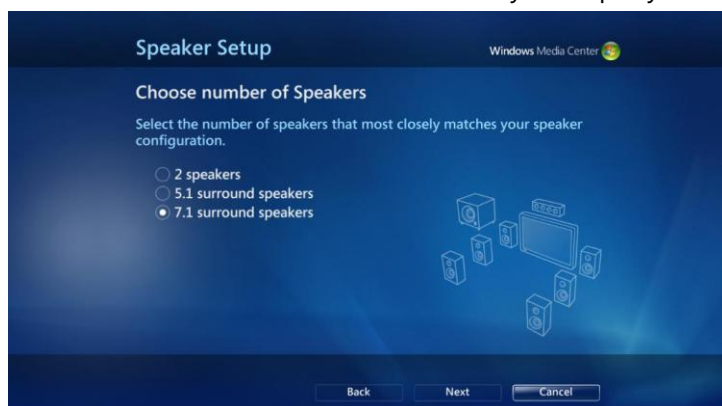 Speaker Setup
Windows Media Center
Choose number of Speakers
Select the number of speakers that most closely matches your speaker
configuration.
2 speakers
5.1 surround speakers
7.1 surround speakers
Back Next Cancel